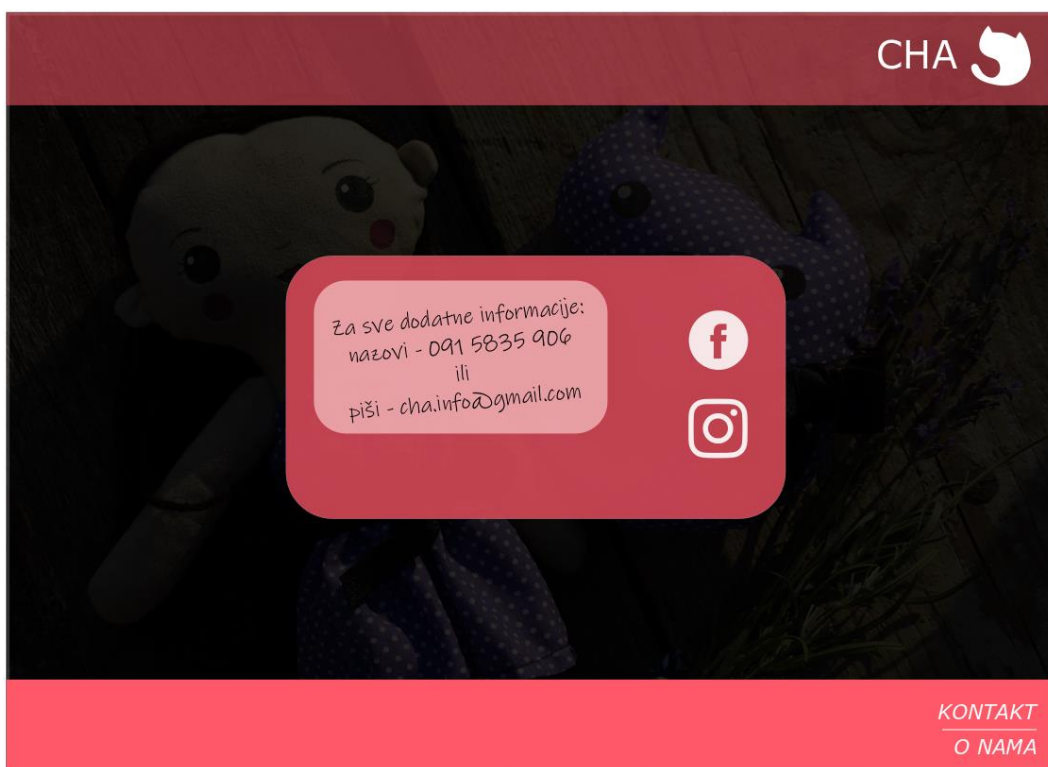 CHA
Za sve dodatne informacije:
nazovi - 091 5835 906
ili
piši - cha.info@gmail.com
KONTAKT
O NAMA